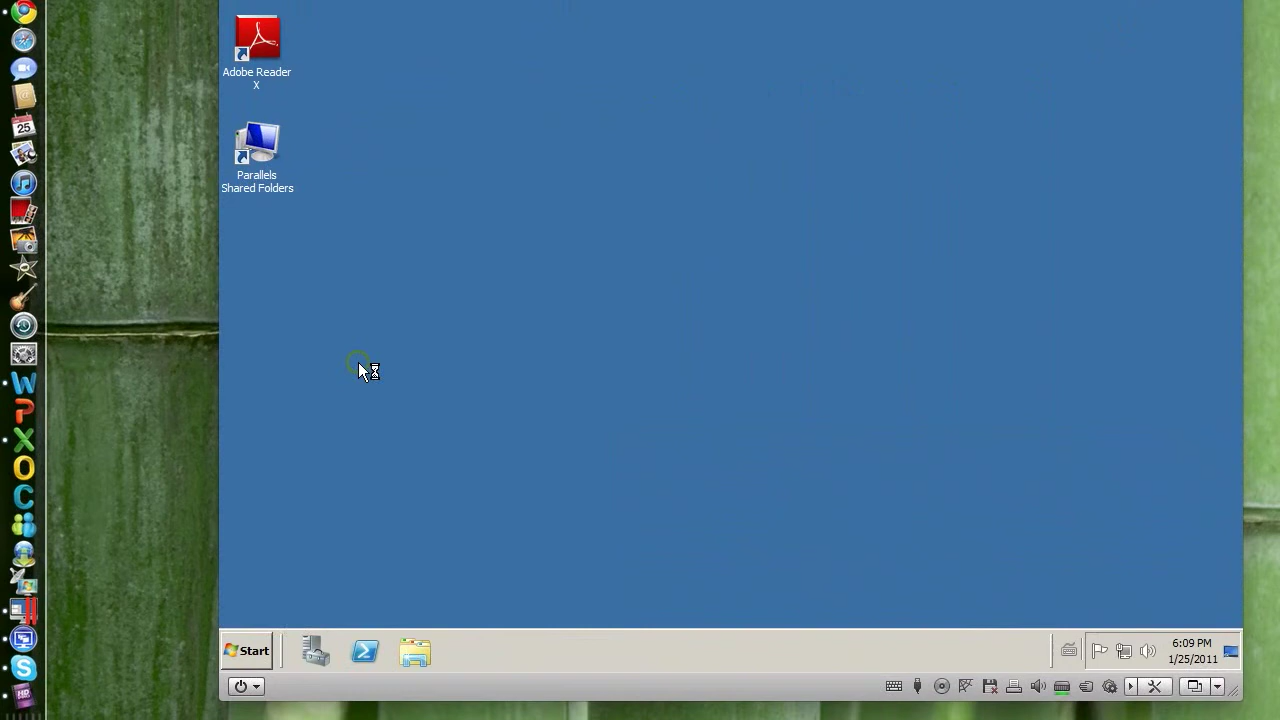 Adobe Reader
X
25
Parallels
Shared Folders
Start
6:09 PM
1/25/2011